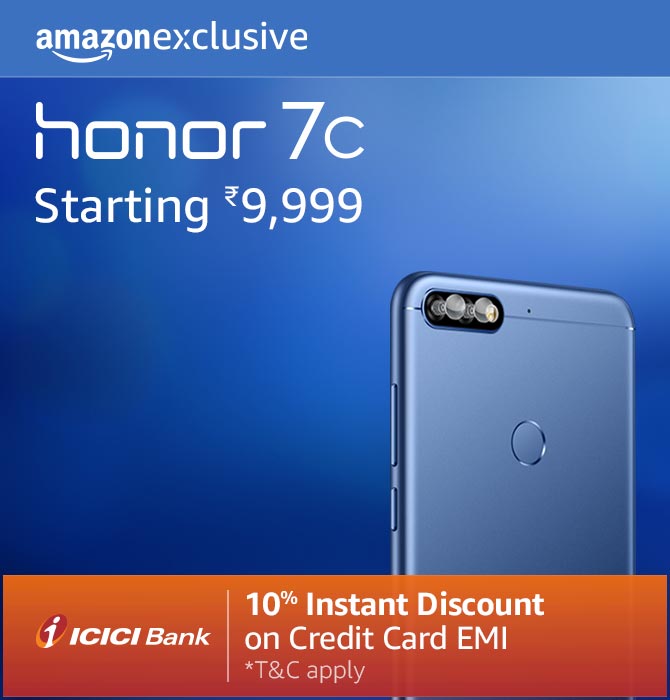 amazonexclusive
honor 7c
Starting ₹9,999
ICICI Bank
10% Instant Discount
on Credit Card EMI
*T&C apply